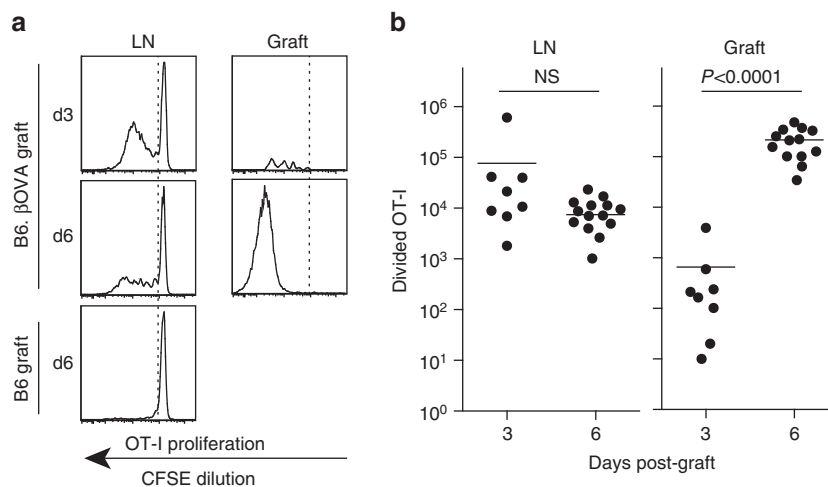 a
LN
Graft
B6. βOVA graft
d3
d6
B6 graft
d6
OT-I proliferation
CFSE dilution
b
LN
Graft
NS
P<0.0001
Divided OT-I
10⁶
10⁵
10⁴
10³
10²
10¹
10⁰
3
6
3
6
Days post-graft